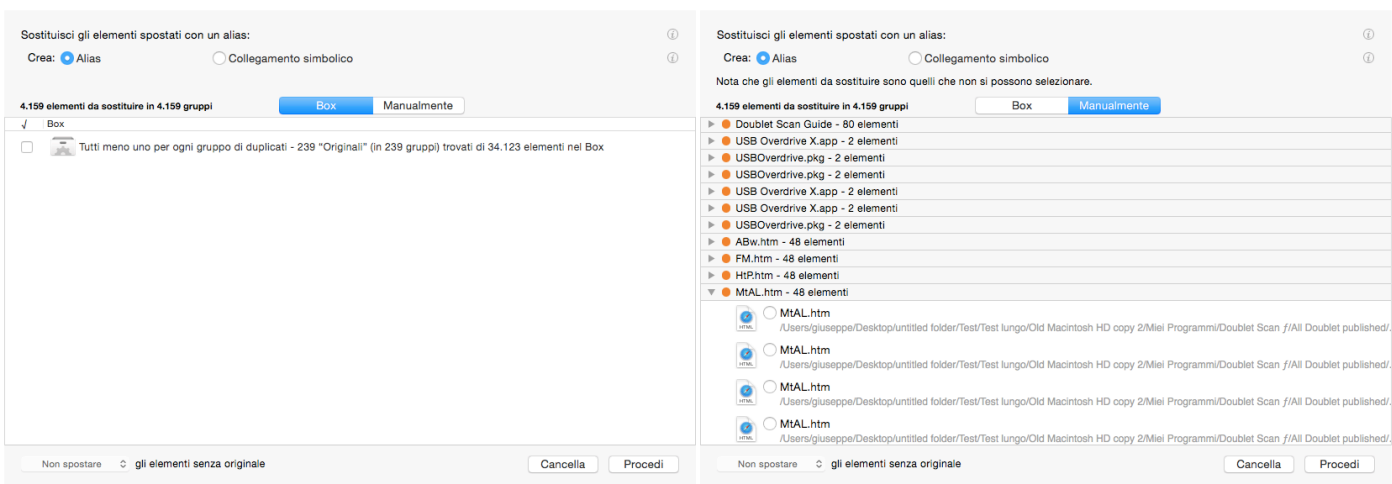 Sostituisci gli elementi spostati con un alias:
Crea: Alias Collegamento simbolico
4.159 elementi da sostituire in 4.159 gruppi Box Manualmente
√ Box
Tutti meno uno per ogni gruppo di duplicati - 239 “Originali” (in 239 gruppi) trovati di 34.123 elementi nel Box
Non spostare gli elementi senza originale Cancella Procedi
Sostituisci gli elementi spostati con un alias:
Crea: Alias Collegamento simbolico
Nota che gli elementi da sostituire sono quelli che non si possono selezionare.
4.159 elementi da sostituire in 4.159 gruppi Box Manualmente
Doublet Scan Guide - 80 elementi
USB Overdrive X.app - 2 elementi
USBOverdrive.pkg - 2 elementi
USBOverdrive.pkg - 2 elementi
USB Overdrive X.app - 2 elementi
USB Overdrive X.app - 2 elementi
USBOverdrive.pkg - 2 elementi
ABw.htm - 48 elementi
FM.htm - 48 elementi
HtP.htm - 48 elementi
MtAL.htm - 48 elementi
MtAL.htm
HTML /Users/giuseppe/Desktop/untitled folder/Test/Test lungo/Old Macintosh HD copy 2/Miei Programmi/Doublet Scan ƒ/All Doublet published/.
MtAL.htm
HTML /Users/giuseppe/Desktop/untitled folder/Test/Test lungo/Old Macintosh HD copy 2/Miei Programmi/Doublet Scan ƒ/All Doublet published/.
MtAL.htm
HTML /Users/giuseppe/Desktop/untitled folder/Test/Test lungo/Old Macintosh HD copy 2/Miei Programmi/Doublet Scan ƒ/All Doublet published/.
MtAL.htm
HTML /Users/giuseppe/Desktop/untitled folder/Test/Test lungo/Old Macintosh HD copy 2/Miei Programmi/Doublet Scan ƒ/All Doublet published/.
Non spostare gli elementi senza originale Cancella Procedi